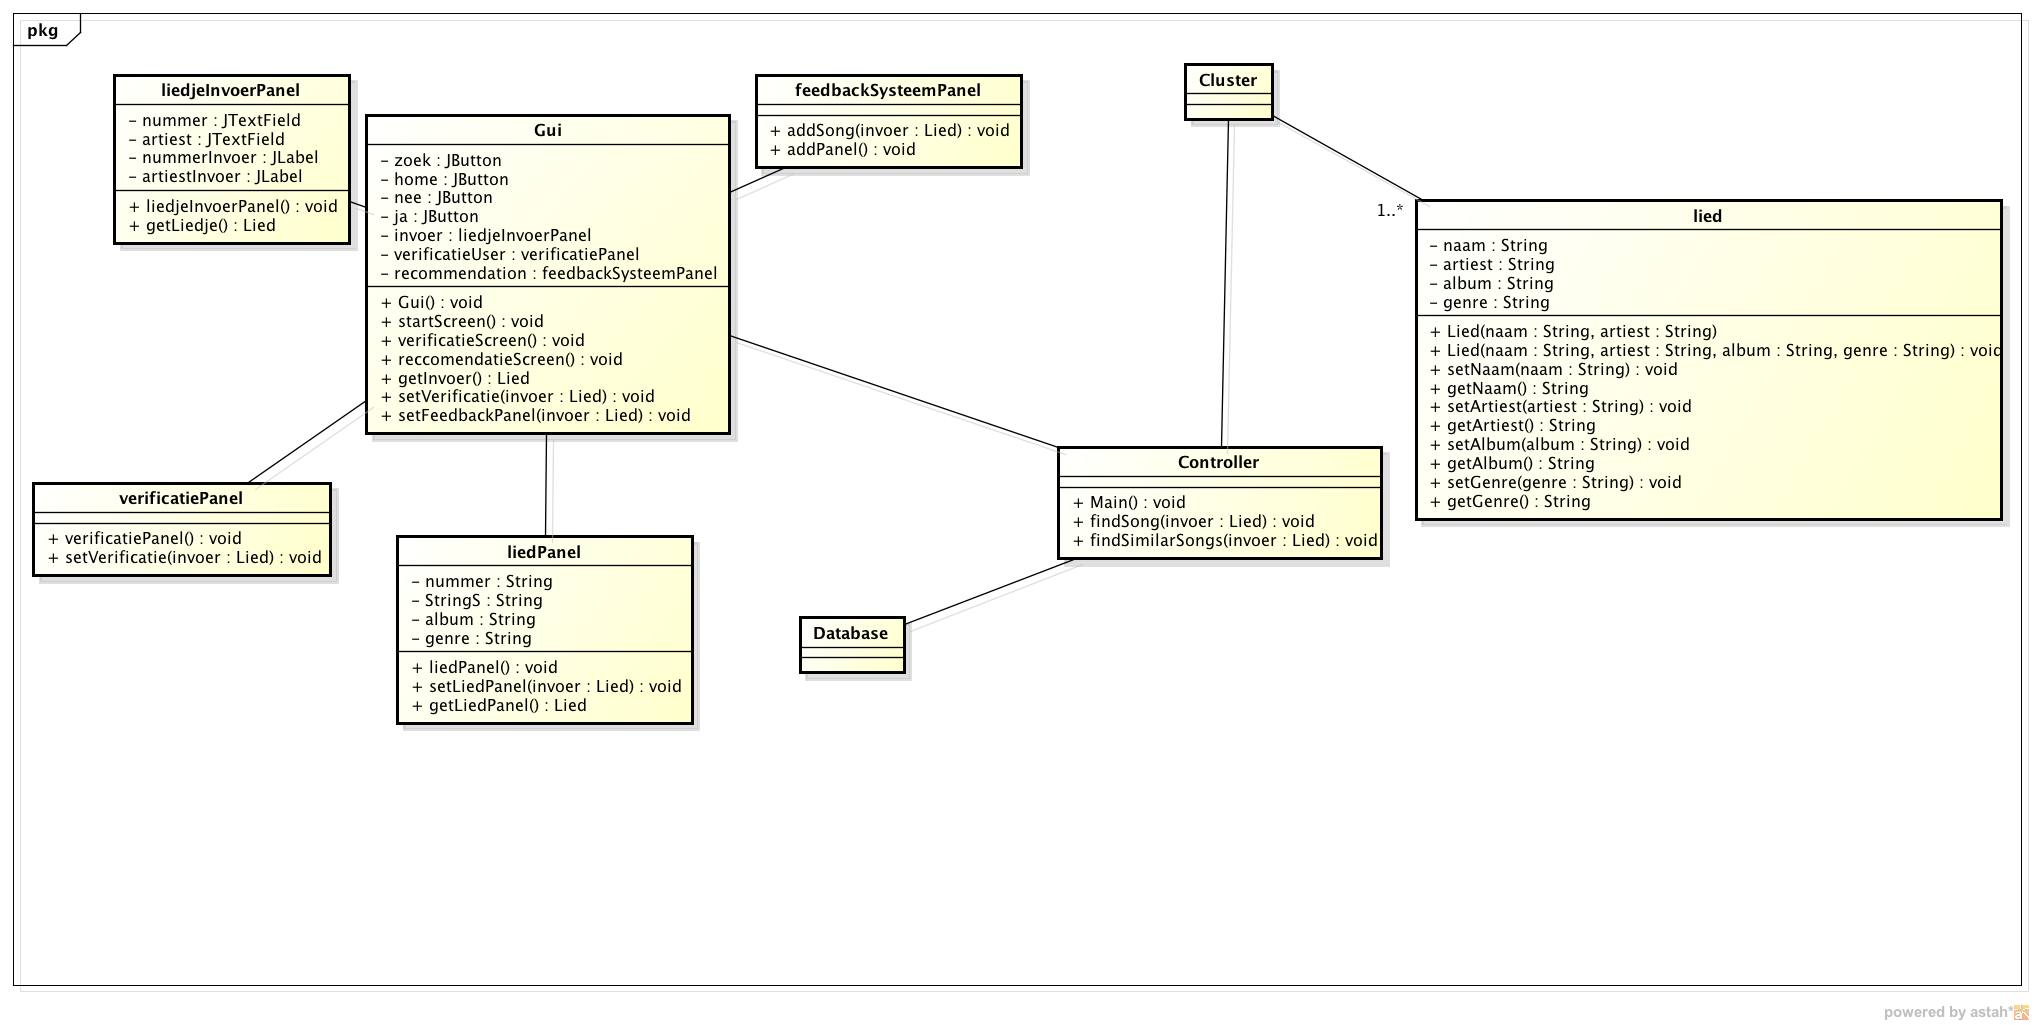 pkg
liedjeInvoerPanel
- nummer : JTextField
- artiest : JTextField
- nummerInvoer : JLabel
- artiestInvoer : JLabel
+ liedjeInvoerPanel() : void
+ getLiedje() : Lied
Gui
- zoek : JButton
- home : JButton
- nee : JButton
- ja : JButton
- invoer : liedjeInvoerPanel
- verificatieUser : verificatiePanel
- recommendation : feedbackSysteemPanel
+ Gui() : void
+ startScreen() : void
+ verificatieScreen() : void
+ reccomendatieScreen() : void
+ getInvoer() : Lied
+ setVerificatie(invoer : Lied) : void
+ setFeedbackPanel(invoer : Lied) : void
feedbackSysteemPanel
+ addSong(invoer : Lied) : void
+ addPanel() : void
Cluster
1..*
lied
- naam : String
- artiest : String
- album : String
- genre : String
+ Lied(naam : String, artiest : String)
+ Lied(naam : String, artiest : String, album : String, genre : String) : void
+ setNaam(naam : String) : void
+ getNaam() : String
+ setArtiest(artiest : String) : void
+ getArtiest() : String
+ setAlbum(album : String) : void
+ getAlbum() : String
+ setGenre(genre : String) : void
+ getGenre() : String
verificatiePanel
+ verificatiePanel() : void
+ setVerificatie(invoer : Lied) : void
liedPanel
- nummer : String
- StringS : String
- album : String
- genre : String
+ liedPanel() : void
+ setLiedPanel(invoer : Lied) : void
+ getLiedPanel() : Lied
Controller
+ Main() : void
+ findSong(invoer : Lied) : void
+ findSimilarSongs(invoer : Lied) : void
Database
powered by astah*